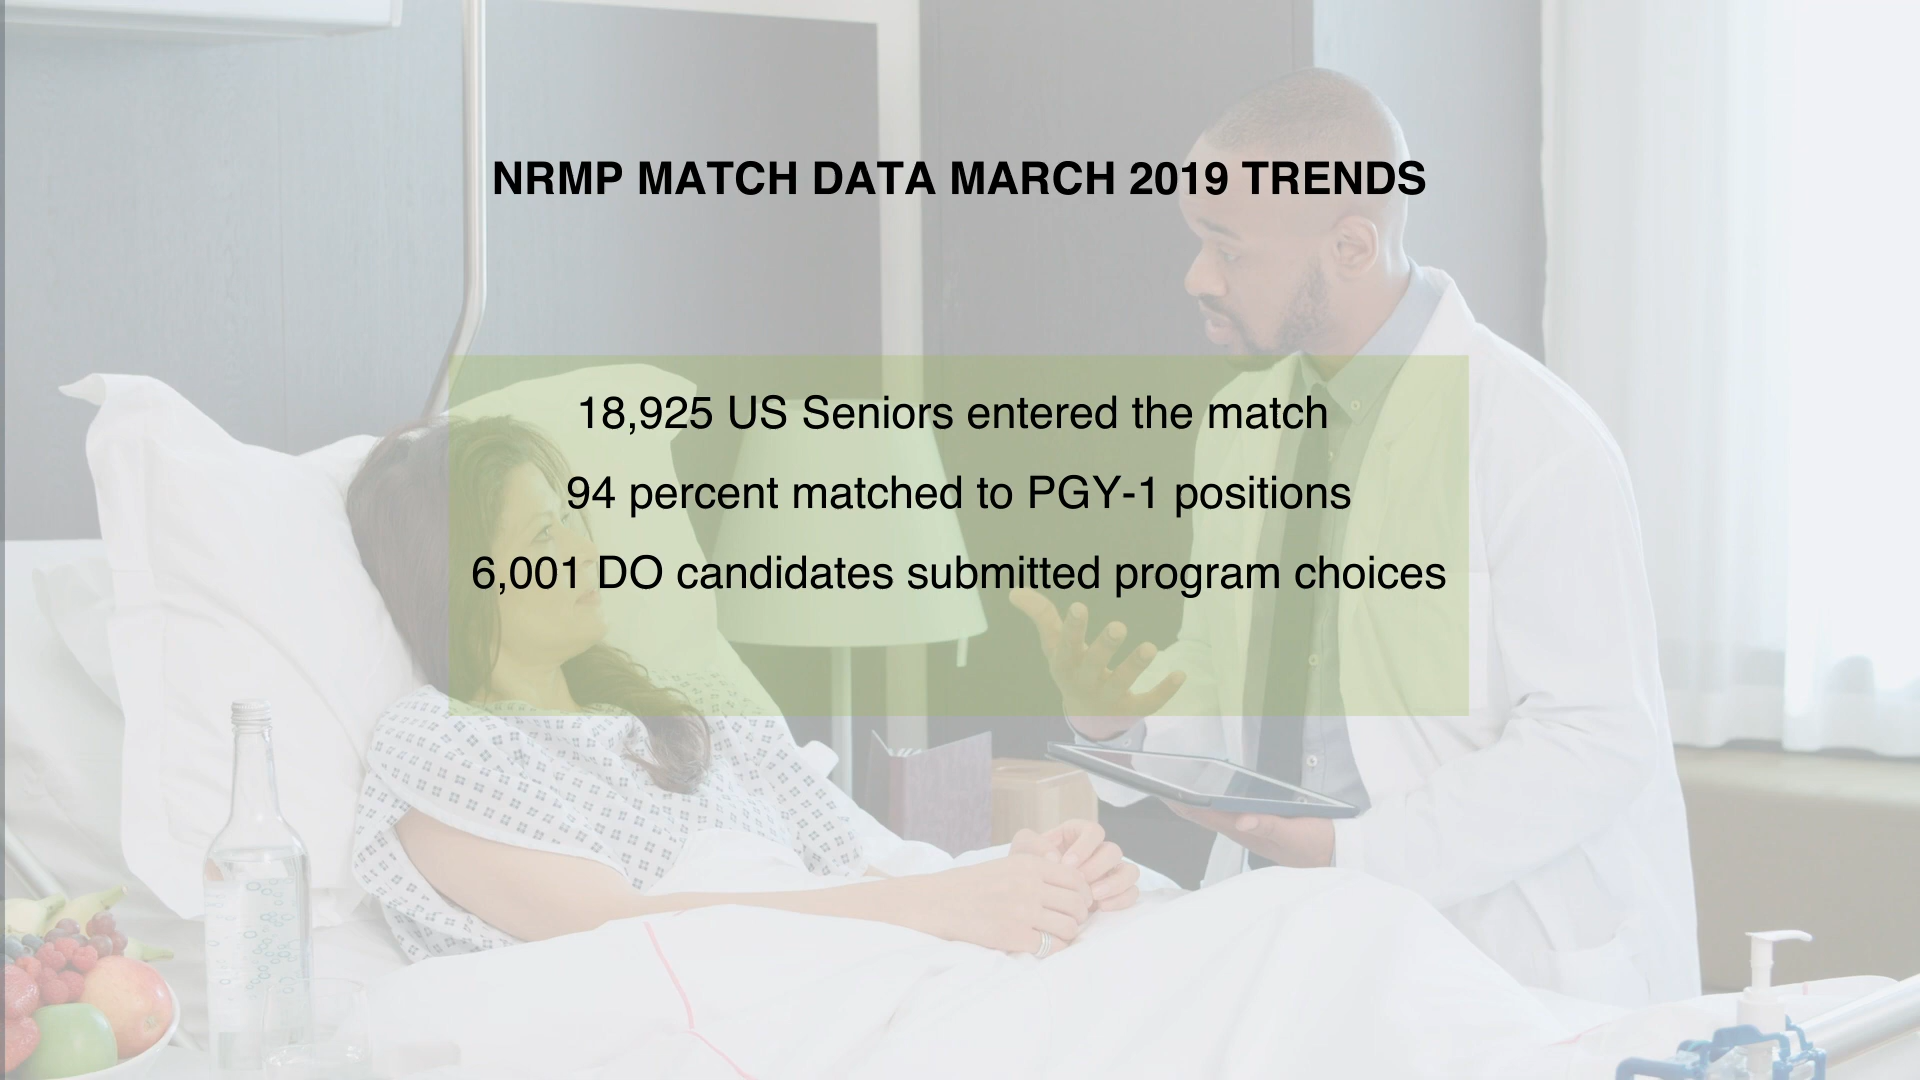 NRMP MATCH DATA MARCH 2019 TRENDS
18,925 US Seniors entered the match
94 percent matched to PGY-1 positions
6,001 DO candidates submitted program choices